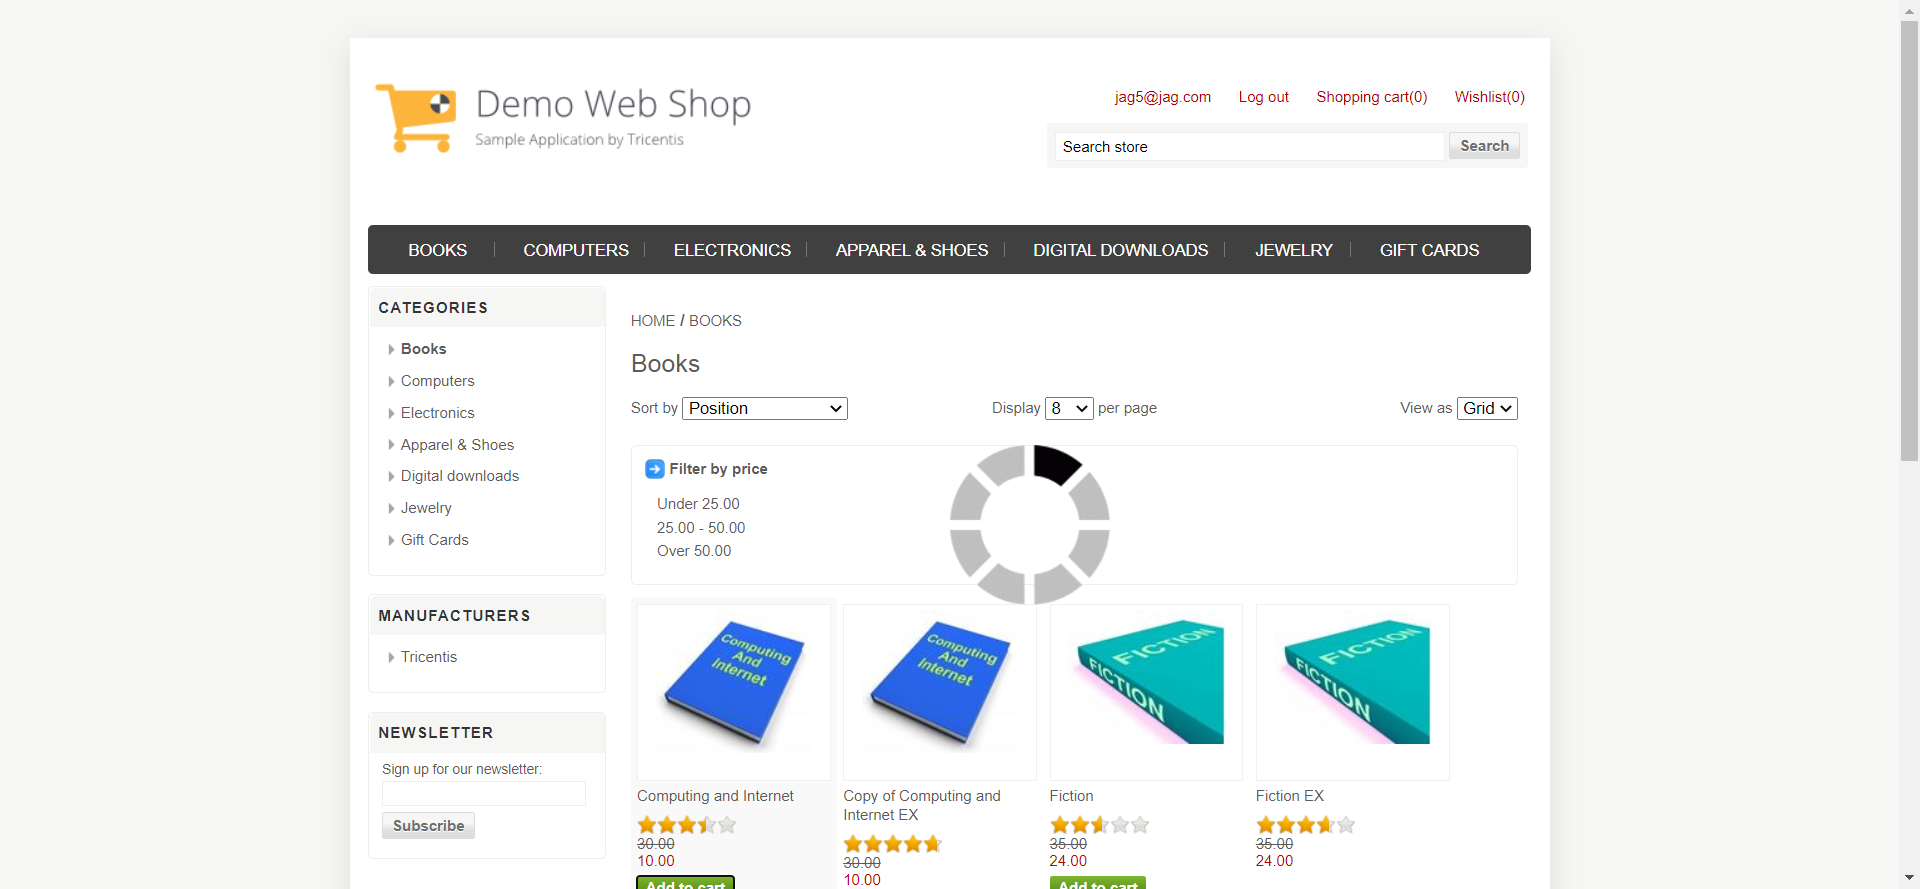 Demo Web Shop
Sample Application by Tricentis
jag5@jag.com Log out Shopping cart(0) Wishlist(0)
Search store Search
BOOKS COMPUTERS ELECTRONICS APPAREL & SHOES DIGITAL DOWNLOADS JEWELRY GIFT CARDS
CATEGORIES
Books
Computers
Electronics
Apparel & Shoes
Digital downloads
Jewelry
Gift Cards
MANUFACTURERS
Tricentis
NEWSLETTER
Sign up for our newsletter:
Subscribe
HOME / BOOKS
Books
Sort by Position Display 8 per page View as Grid
Filter by price
Under 25.00
25.00 - 50.00
Over 50.00
Computing
And
Internet
Computing and Internet
30.00
10.00
Add to cart
Computing
And
Internet
Copy of Computing and
Internet EX
30.00
10.00
FICTION
FICTION
Fiction
35.00
24.00
Add to cart
FICTION
FICTION
Fiction EX
35.00
24.00